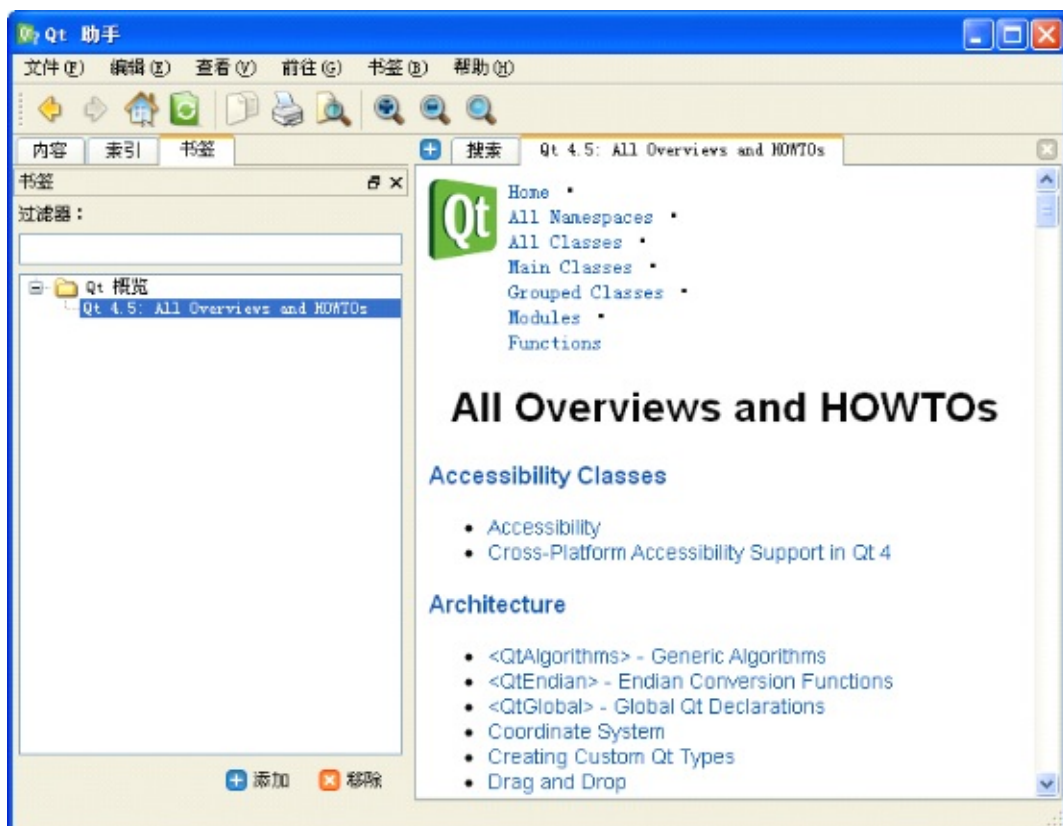 Qt 助手
文件(F) 编辑(E) 查看(V) 前往(G) 书签(B) 帮助(H)
内容 索引 书签
书签
过滤器：
Qt 概览
Qt 4.5: All Overviews and HOWTOs
添加 移除
搜索 Qt 4.5: All Overviews and HOWTOs
Qt
Home •
All Namespaces •
All Classes •
Main Classes •
Grouped Classes •
Modules •
Functions
All Overviews and HOWTOs
Accessibility Classes
• Accessibility
• Cross-Platform Accessibility Support in Qt 4
Architecture
• <QtAlgorithms> - Generic Algorithms
• <QtEndian> - Endian Conversion Functions
• <QtGlobal> - Global Qt Declarations
• Coordinate System
• Creating Custom Qt Types
• Drag and Drop